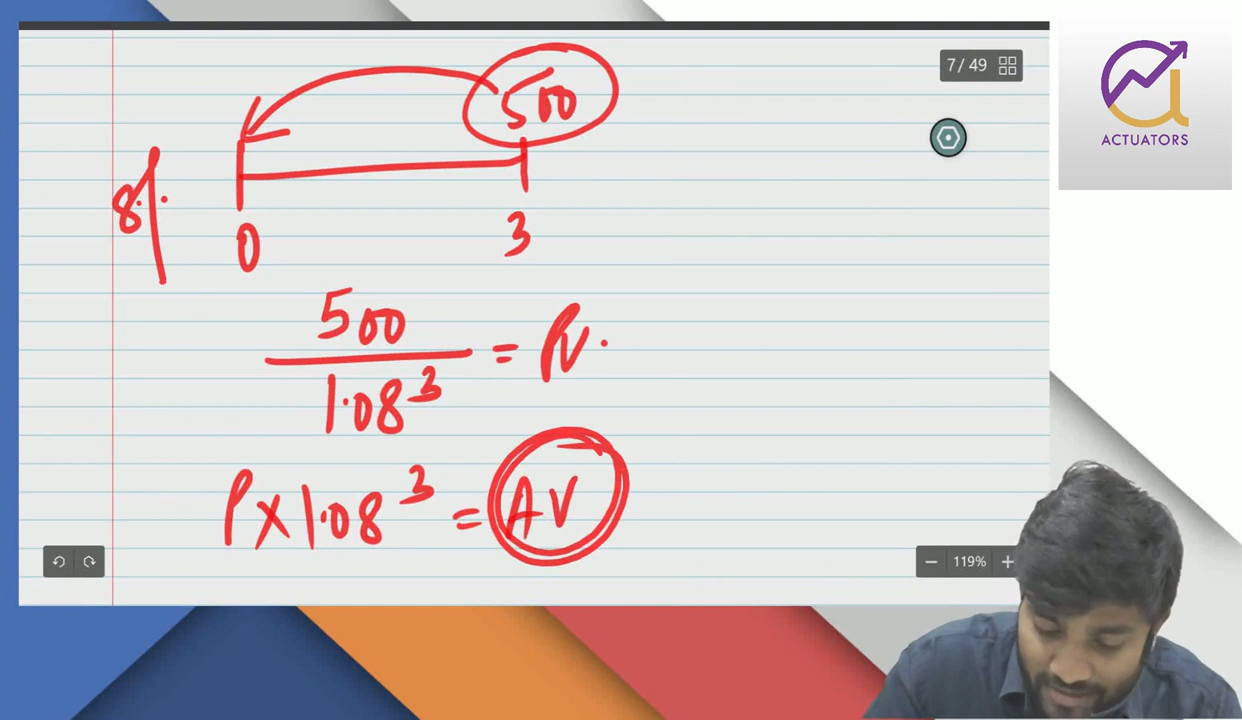 500
7 / 49
8%
0 3
500
1.08³ = PV.
P x 1.08³ = AV
119%
ACTUATORS